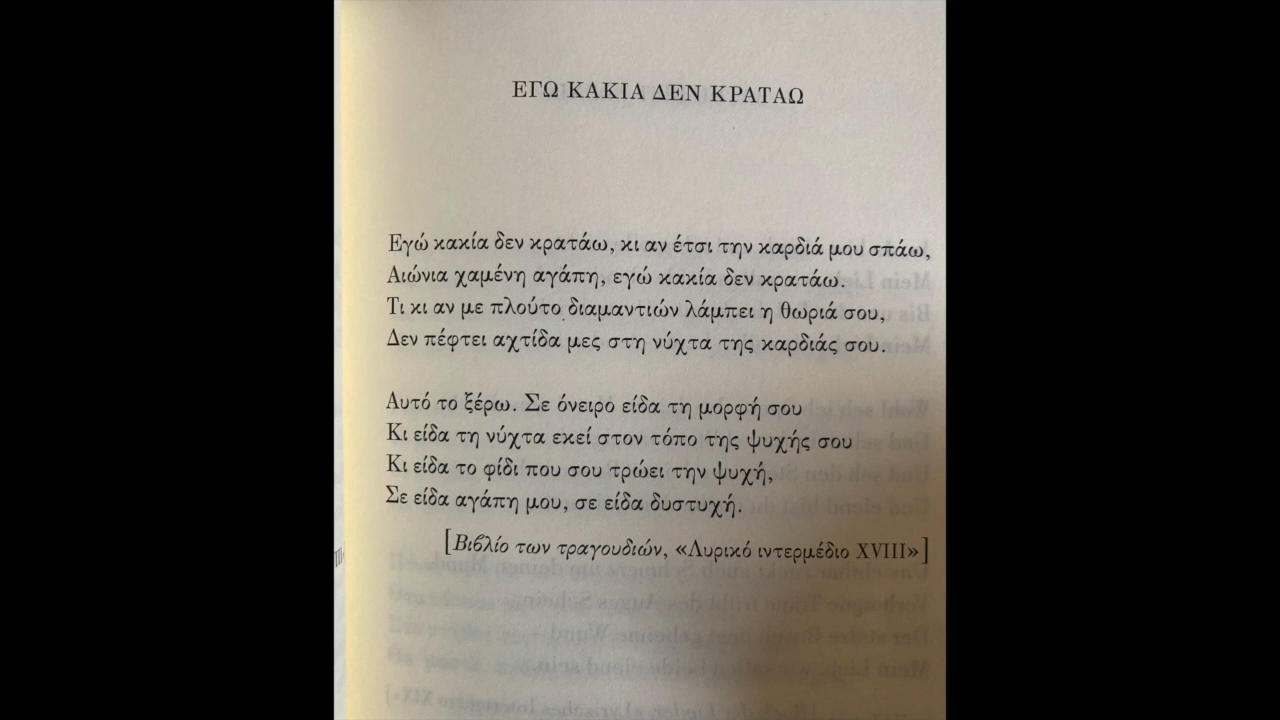 ΕΓΩ ΚΑΚΙΑ ΔΕΝ ΚΡΑΤΑΩ
Εγώ κακία δεν κρατάω, κι αν έτσι την καρδιά μου σπάω,
Αιώνια χαμένη αγάπη, εγώ κακία δεν κρατάω.
Τι κι αν με πλούτο διαμαντιών λάμπει η θωριά σου,
Δεν πέφτει αχτίδα μες στη νύχτα της καρδιάς σου.
Αυτό το ξέρω. Σε όνειρο είδα τη μορφή σου
Κι είδα τη νύχτα εκεί στον τόπο της ψυχής σου
Κι είδα το φίδι που σου τρώει την ψυχή,
Σε είδα αγάπη μου, σε είδα δυστυχή.
[Βιβλίο των τραγουδιών, «Λυρικό ιντερμέδιο XVIII»]